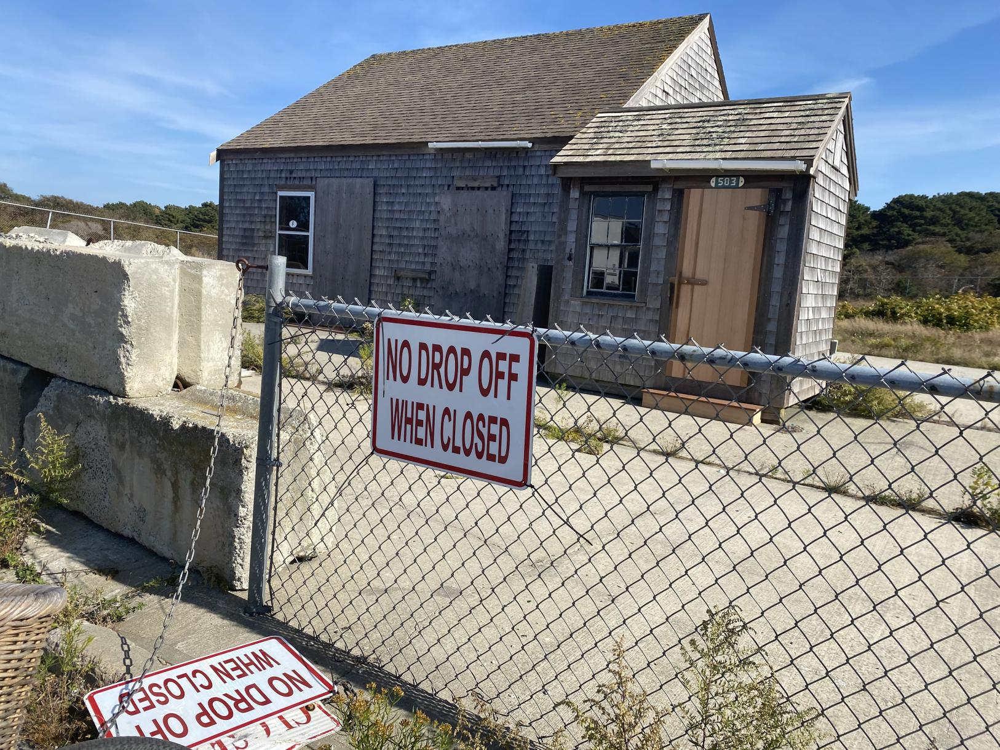 503
F
NO DROP OFF
WHEN CLOSED
NO DROP OFF
WHEN CLOSED